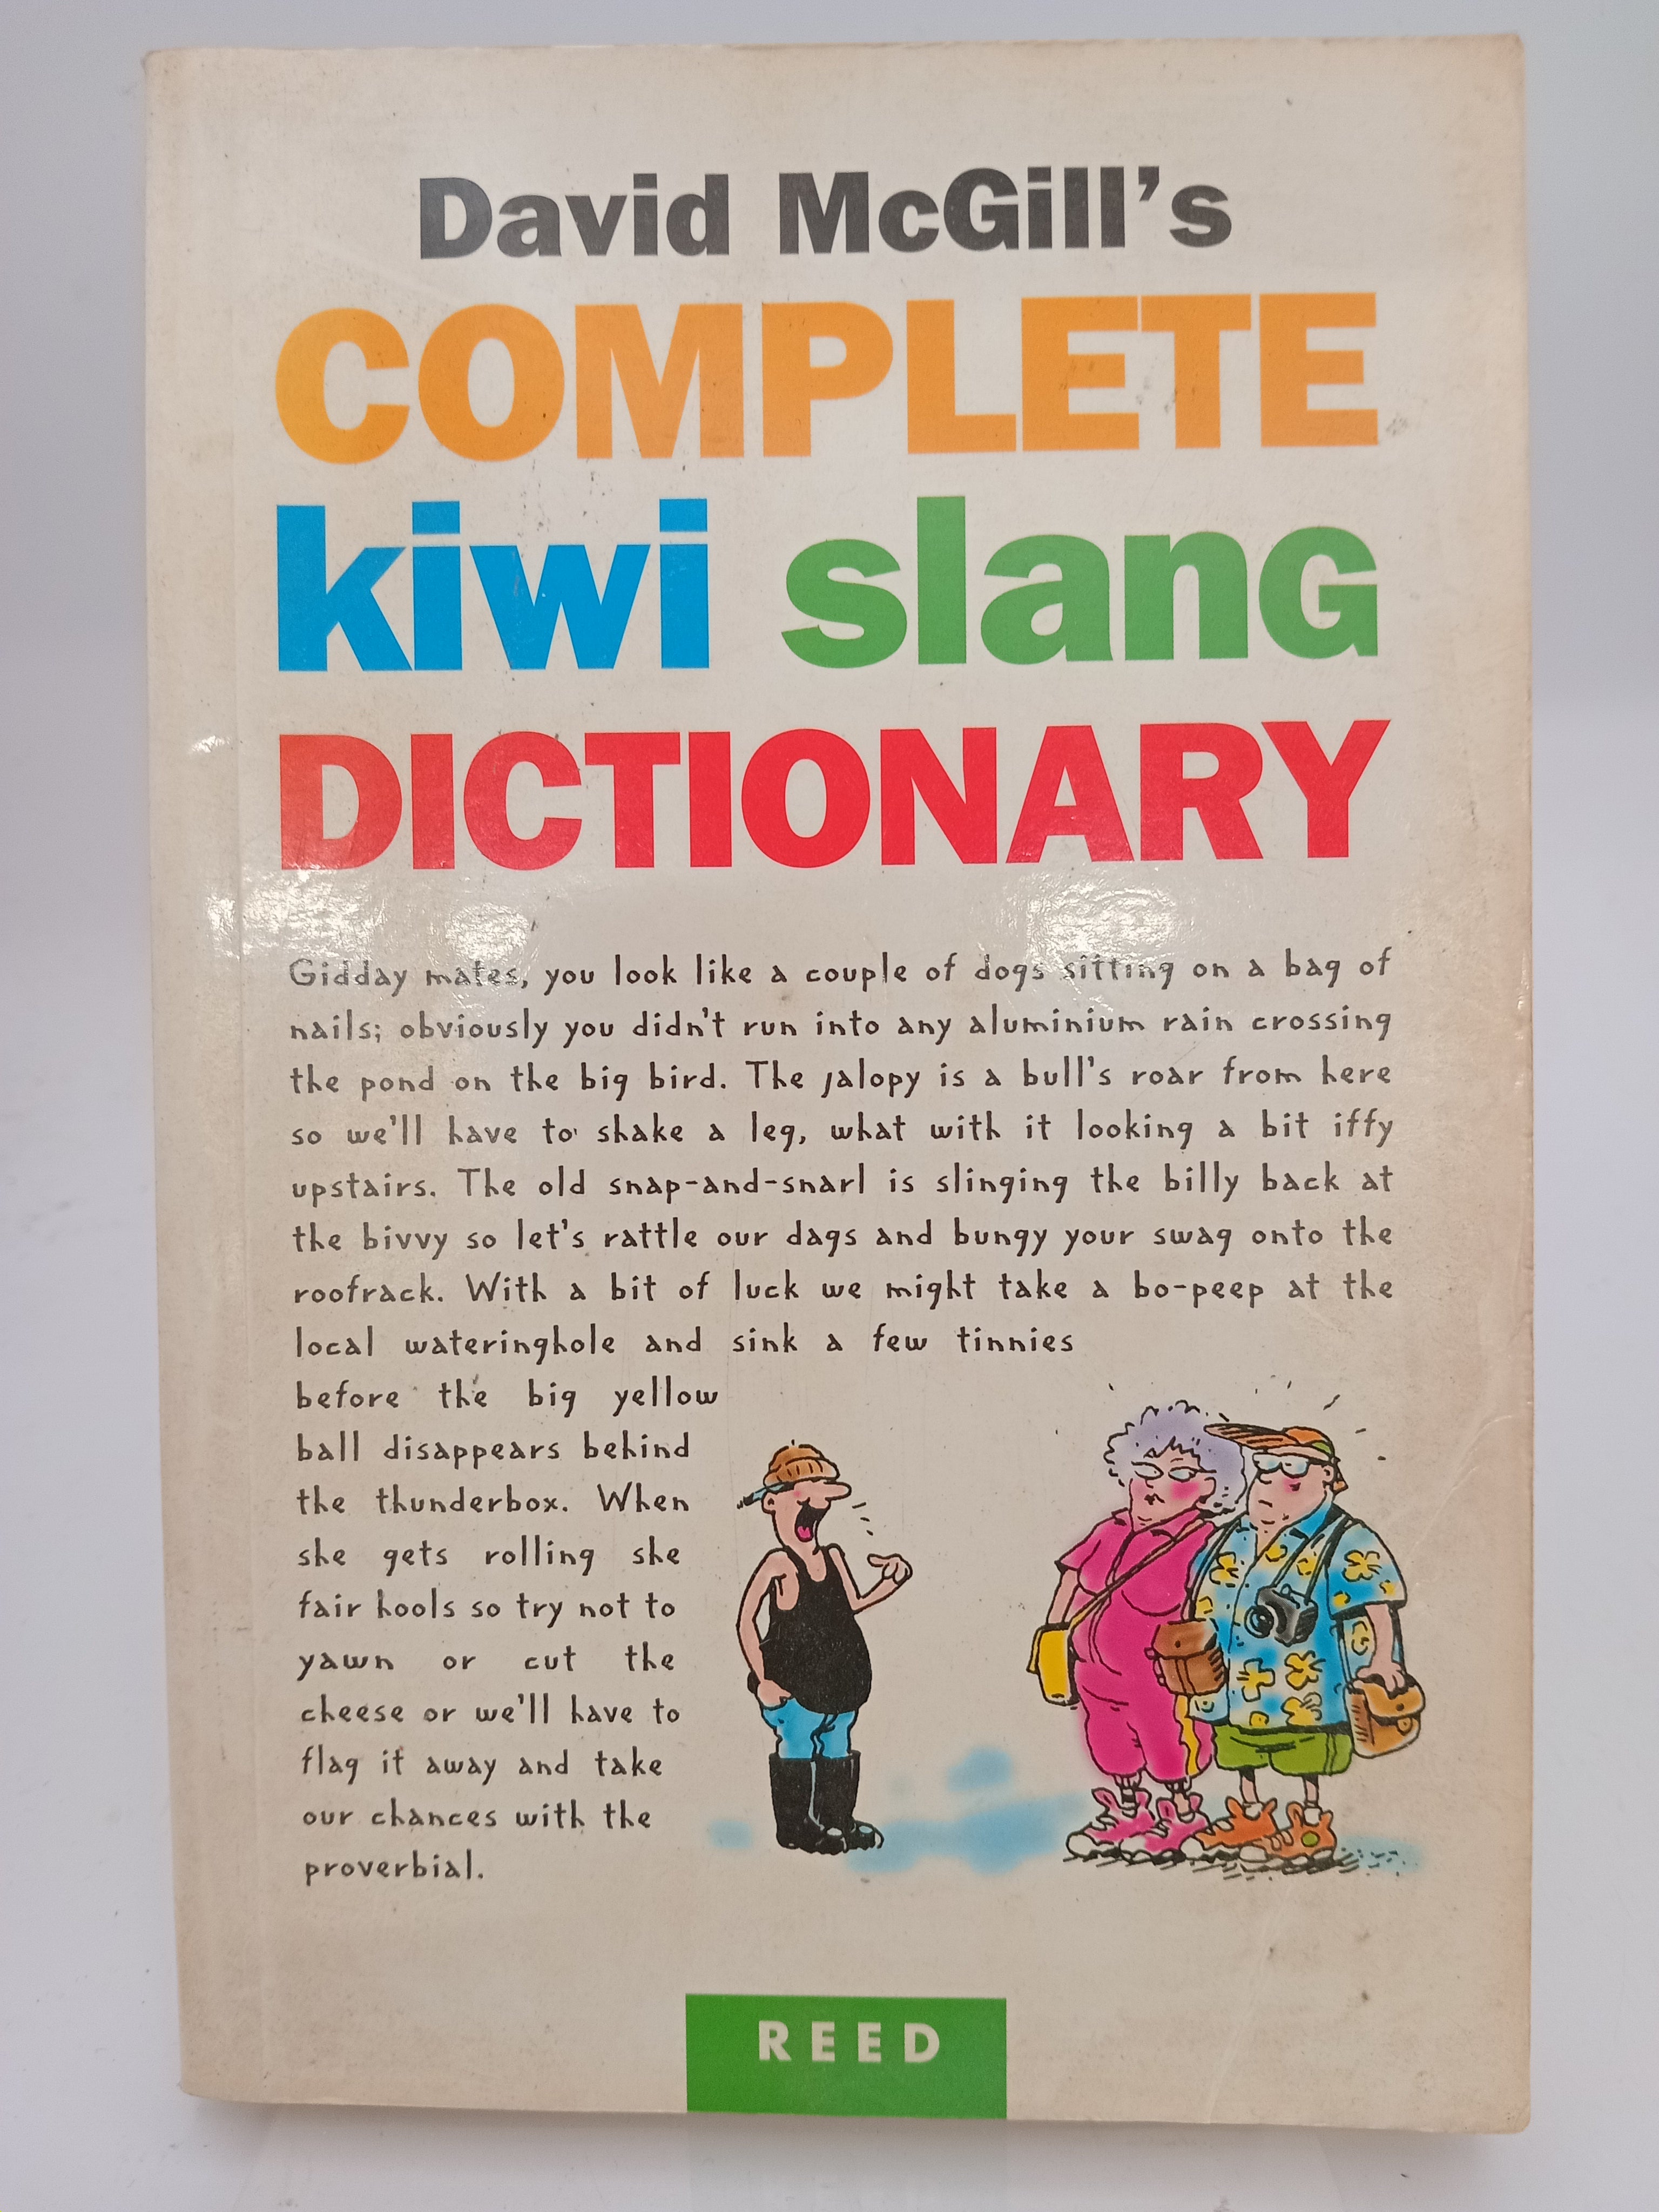 David McGill's
COMPLETE
kiwi slanG
DICTIONARY
Gidday mates, you look like a couple of dogs sitting on a bag of
nails; obviously you didn't run into any aluminium rain crossing
the pond on the big bird. The jalopy is a bull's roar from here
so we'll have to shake a leg, what with it looking a bit iffy
upstairs. The old snap-and-snarl is slinging the billy back at
the bivvy so let's rattle our dags and bungy your swag onto the
roofrack. With a bit of luck we might take a bo-peep at the
local wateringhole and sink a few tinnies
before the big yellow
ball disappears behind
the thunderbox. When
she gets rolling she
fair hools so try not to
yawn or cut the
cheese or we'll have to
flag it away and take
our chances with the
proverbial.
REED